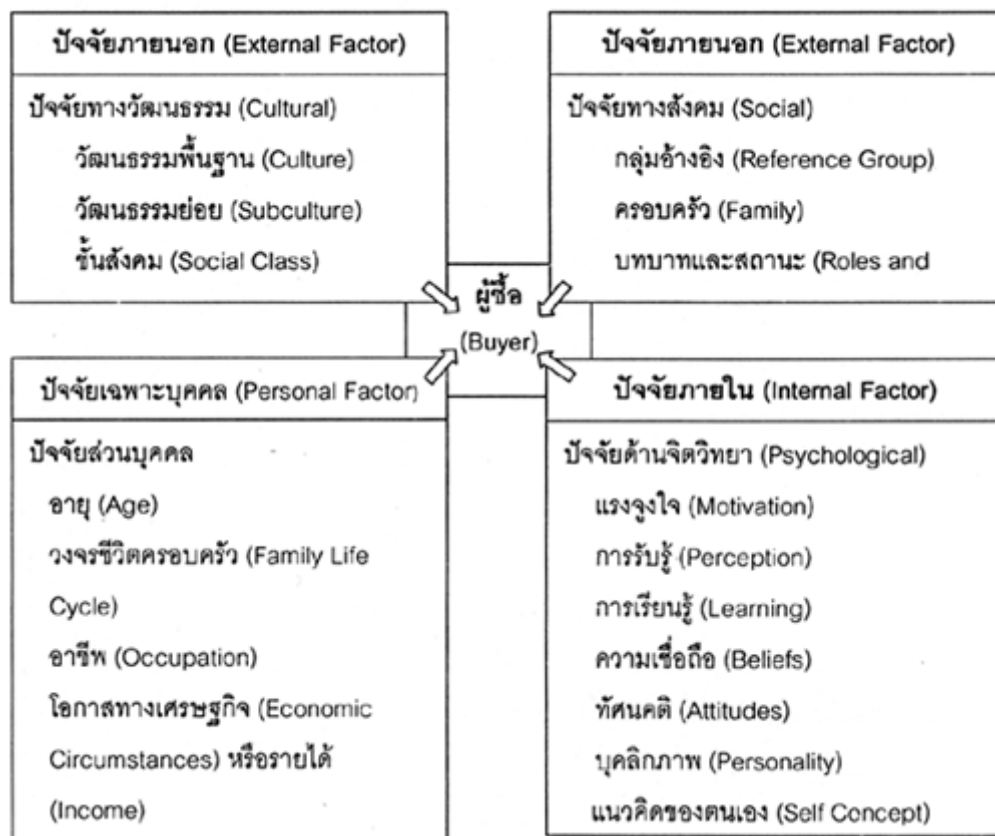 ปัจจัยภายนอก (External Factor)
ปัจจัยทางวัฒนธรรม (Cultural)
วัฒนธรรมพื้นฐาน (Culture)
วัฒนธรรมย่อย (Subculture)
ชั้นสังคม (Social Class)
ปัจจัยภายนอก (External Factor)
ปัจจัยทางสังคม (Social)
กลุ่มอ้างอิง (Reference Group)
ครอบครัว (Family)
บทบาทและสถานะ (Roles and
ผู้ซื้อ
(Buyer)
ปัจจัยเฉพาะบุคคล (Personal Factor)
ปัจจัยส่วนบุคคล
อายุ (Age)
วงจรชีวิตครอบครัว (Family Life
Cycle)
อาชีพ (Occupation)
โอกาสทางเศรษฐกิจ (Economic
Circumstances) หรือรายได้
(Income)
ปัจจัยภายใน (Internal Factor)
ปัจจัยด้านจิตวิทยา (Psychological)
แรงจูงใจ (Motivation)
การรับรู้ (Perception)
การเรียนรู้ (Learning)
ความเชื่อถือ (Beliefs)
ทัศนคติ (Attitudes)
บุคลิกภาพ (Personality)
แนวคิดของตนเอง (Self Concept)